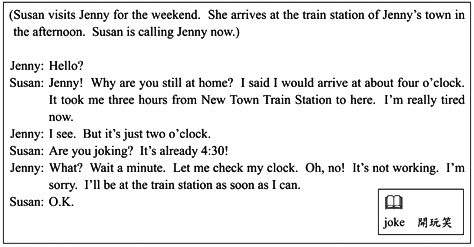 (Susan visits Jenny for the weekend. She arrives at the train station of Jenny's town in
the afternoon. Susan is calling Jenny now.)
Jenny: Hello?
Susan: Jenny! Why are you still at home? I said I would arrive at about four o'clock.
It took me three hours from New Town Train Station to here. I'm really tired
now.
Jenny: I see. But it's just two o'clock.
Susan: Are you joking? It's already 4:30!
Jenny: What? Wait a minute. Let me check my clock. Oh, no! It's not working. I'm
sorry. I'll be at the train station as soon as I can.
Susan: O.K.
joke 開玩笑